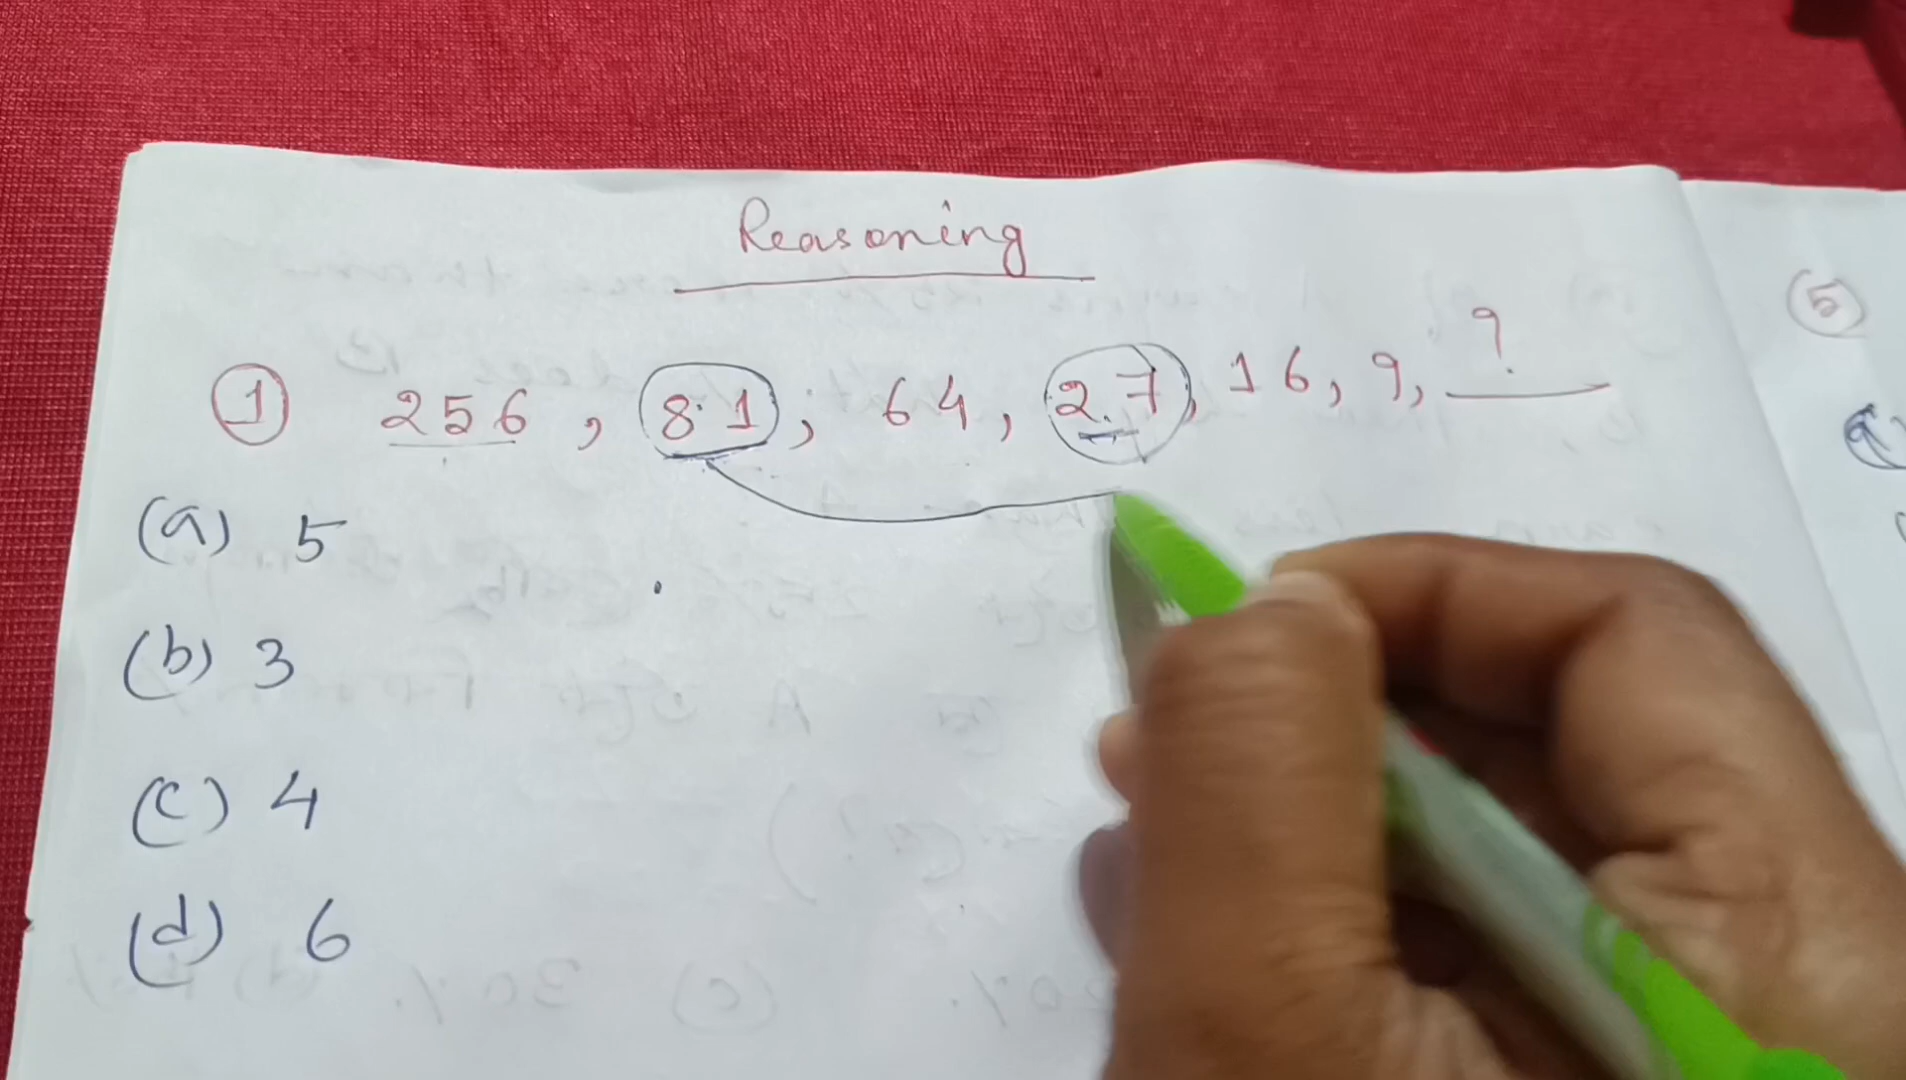 Reasoning
① 256, 81, 64, 27, 16, 9, ?
(a) 5
(b) 3
(c) 4
(d) 6
⑤